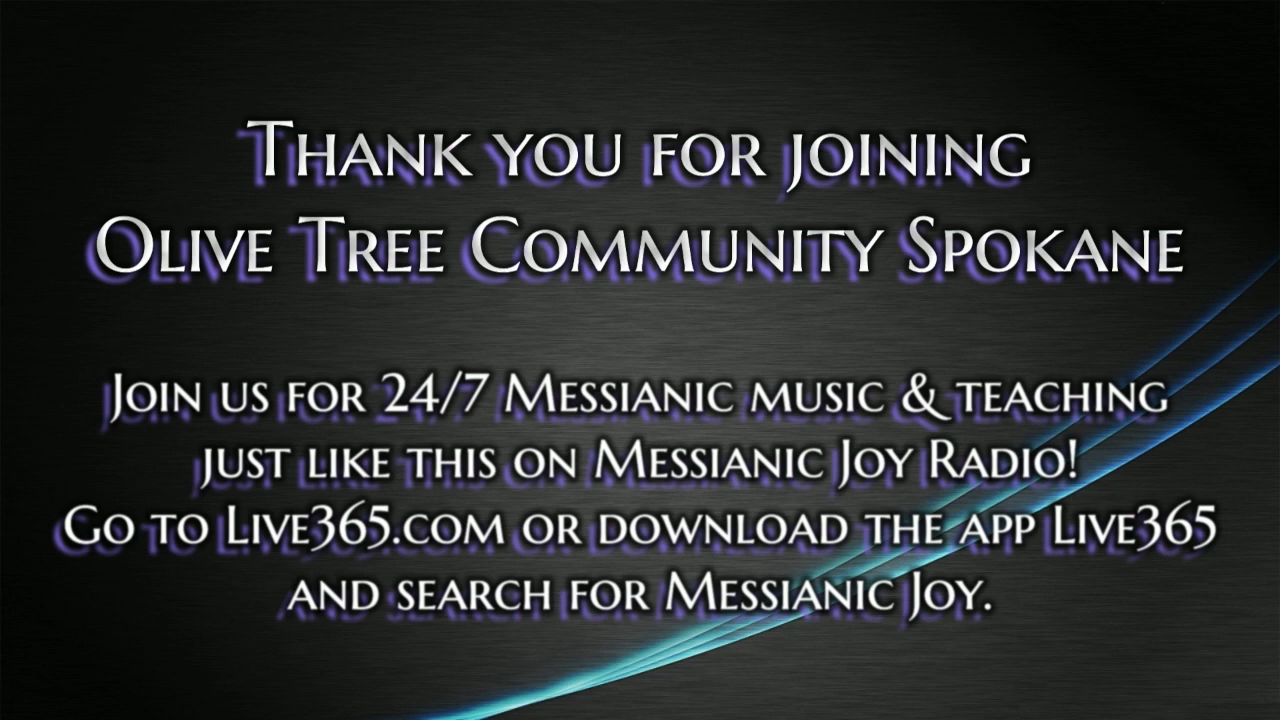 Thank you for joining
Olive Tree Community Spokane
Join us for 24/7 Messianic music & teaching
just like this on Messianic Joy Radio!
Go to Live365.com or download the app Live365
and search for Messianic Joy.